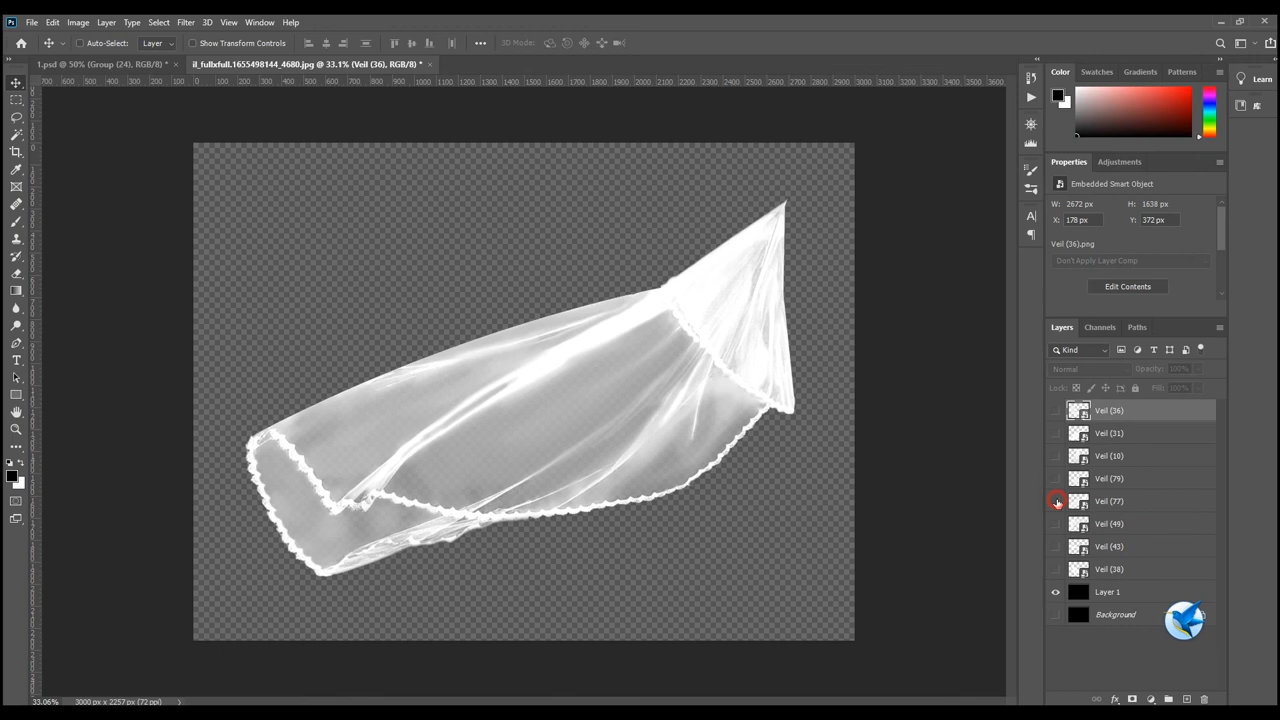 Ps File Edit Image Layer Type Select Filter 3D View Window Help
Auto-Select: Layer Show Transform Controls 3D Mode:
1.psd @ 50% (Group (24), RGB/8) * × il_fullxfull.1655498144_4680.jpg @ 33.1% (Veil (36), RGB/8) * ×
Color Swatches Gradients Patterns
Learn
Properties Adjustments
Embedded Smart Object
W: 2672 px H: 1638 px
X: 178 px Y: 372 px
Veil (36).png
Don't Apply Layer Comp
Edit Contents
Layers Channels Paths
Kind
Normal Opacity: 100%
Lock: Fill: 100%
Veil (36)
Veil (31)
Veil (10)
Veil (79)
Veil (77)
Veil (49)
Veil (43)
Veil (38)
Layer 1
Background
33.06% 3000 px x 2257 px (72 ppi)